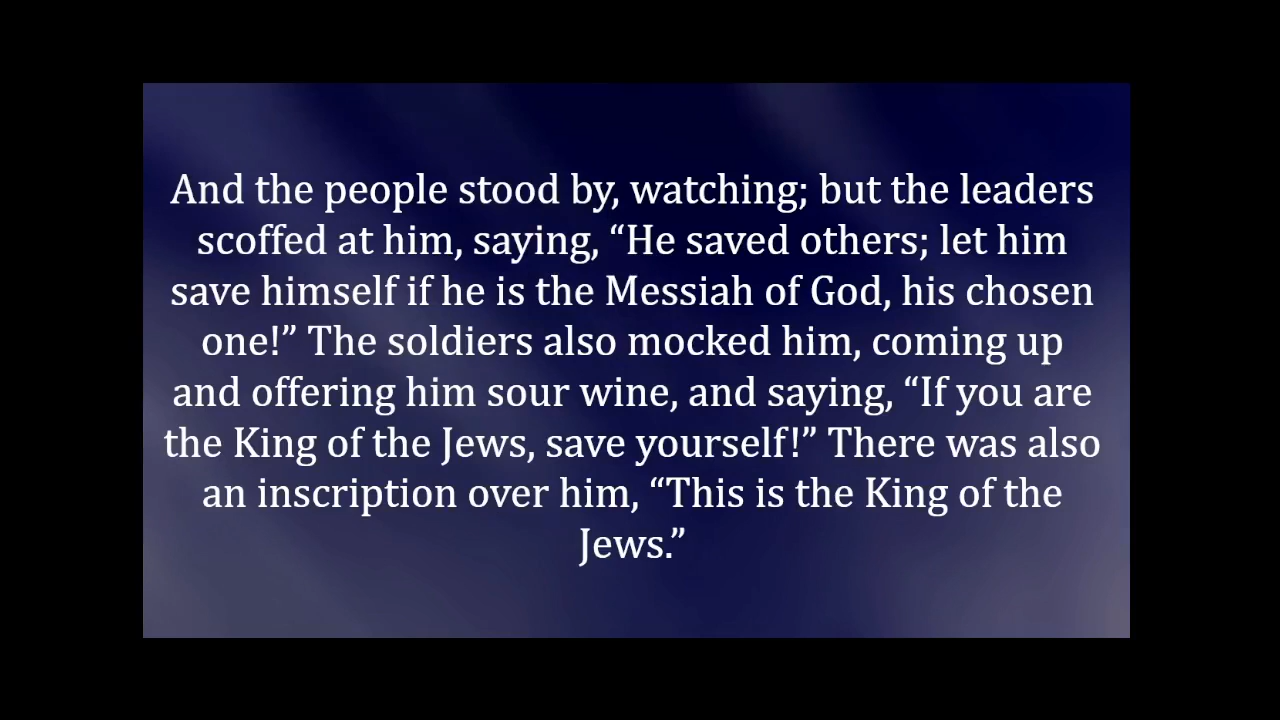 And the people stood by, watching; but the leaders
scoffed at him, saying, “He saved others; let him
save himself if he is the Messiah of God, his chosen
one!” The soldiers also mocked him, coming up
and offering him sour wine, and saying, “If you are
the King of the Jews, save yourself!” There was also
an inscription over him, “This is the King of the
Jews.”